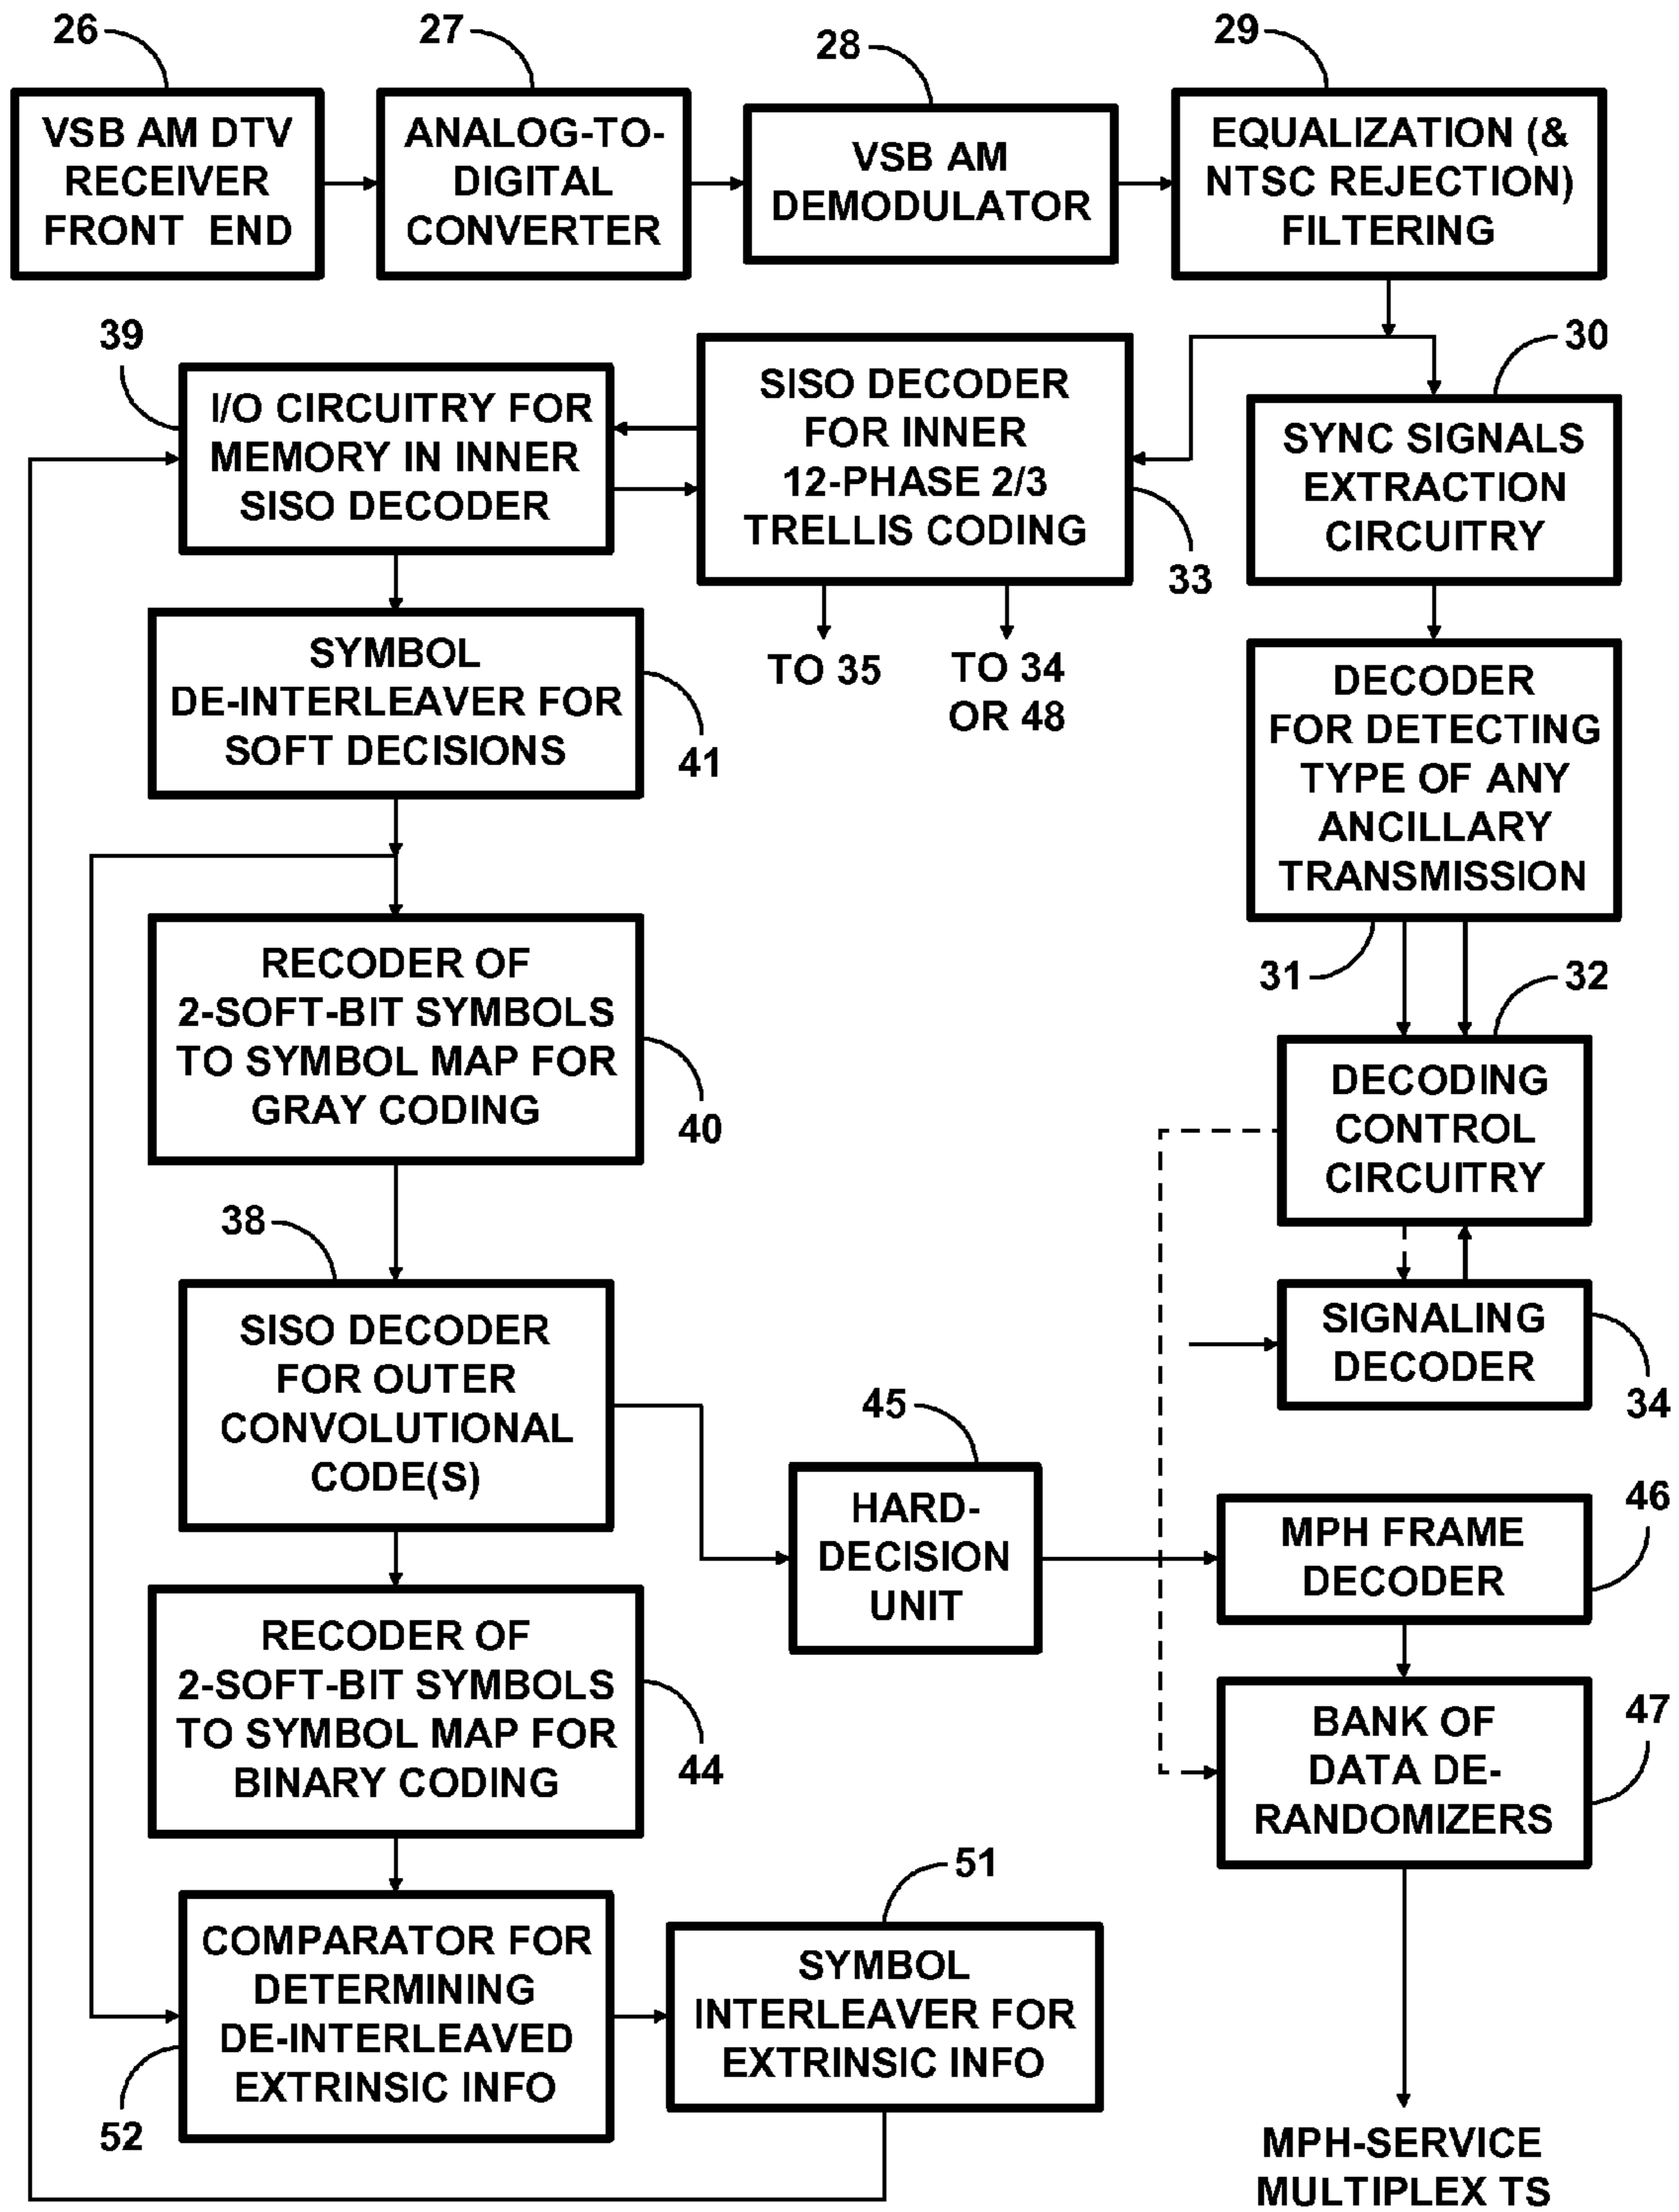 26
27
28
29
VSB AM DTV
RECEIVER
FRONT END
ANALOG-TO-
DIGITAL
CONVERTER
VSB AM
DEMODULATOR
EQUALIZATION (&
NTSC REJECTION)
FILTERING
39
I/O CIRCUITRY FOR
MEMORY IN INNER
SISO DECODER
SISO DECODER
FOR INNER
12-PHASE 2/3
TRELLIS CODING
33
30
SYNC SIGNALS
EXTRACTION
CIRCUITRY
TO 35
TO 34
OR 48
SYMBOL
DE-INTERLEAVER FOR
SOFT DECISIONS
41
DECODER
FOR DETECTING
TYPE OF ANY
ANCILLARY
TRANSMISSION
31
32
RECODER OF
2-SOFT-BIT SYMBOLS
TO SYMBOL MAP FOR
GRAY CODING
40
DECODING
CONTROL
CIRCUITRY
38
SISO DECODER
FOR OUTER
CONVOLUTIONAL
CODE(S)
SIGNALING
DECODER
34
45
HARD-
DECISION
UNIT
46
MPH FRAME
DECODER
RECODER OF
2-SOFT-BIT SYMBOLS
TO SYMBOL MAP FOR
BINARY CODING
44
47
BANK OF
DATA DE-
RANDOMIZERS
51
COMPARATOR FOR
DETERMINING
DE-INTERLEAVED
EXTRINSIC INFO
52
SYMBOL
INTERLEAVER FOR
EXTRINSIC INFO
MPH-SERVICE
MULTIPLEX TS